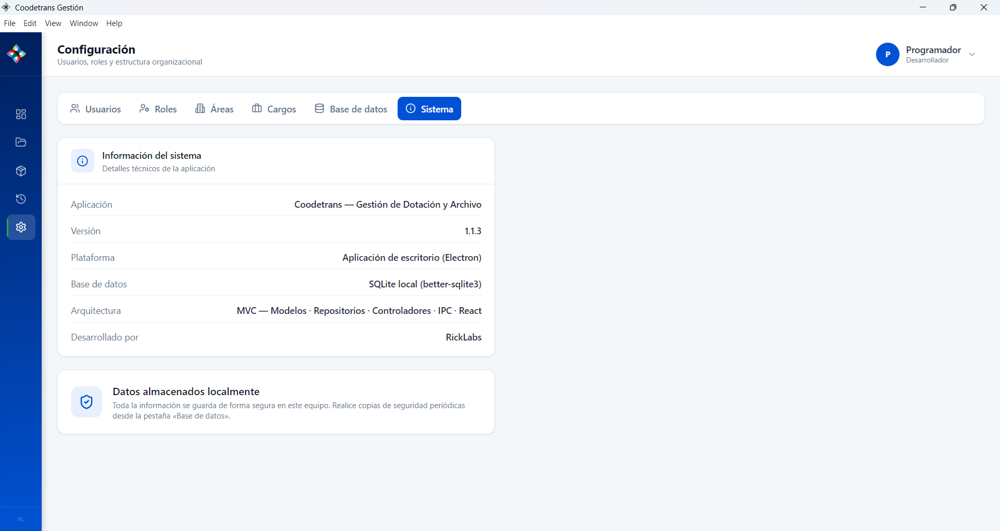 Coodetrans Gestión
File Edit View Window Help
Configuración
Usuarios, roles y estructura organizacional
P
Programador
Desarrollador
Usuarios Roles Áreas Cargos Base de datos Sistema
Información del sistema
Detalles técnicos de la aplicación
Aplicación Coodetrans — Gestión de Dotación y Archivo
Versión 1.1.3
Plataforma Aplicación de escritorio (Electron)
Base de datos SQLite local (better-sqlite3)
Arquitectura MVC — Modelos · Repositorios · Controladores · IPC · React
Desarrollado por RickLabs
Datos almacenados localmente
Toda la información se guarda de forma segura en este equipo. Realice copias de seguridad periódicas
desde la pestaña «Base de datos».
RL